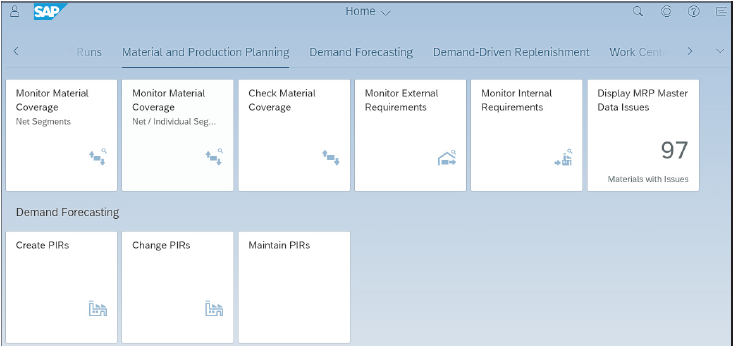 SAP
Home
Runs Material and Production Planning Demand Forecasting Demand-Driven Replenishment Work
Monitor Material
Coverage
Net Segments
Monitor Material
Coverage
Net / Individual Seg...
Check Material
Coverage
Monitor External
Requirements
Monitor Internal
Requirements
Display MRP Master
Data Issues
97
Materials with Issues
Demand Forecasting
Create PIRs
Change PIRs
Maintain PIRs